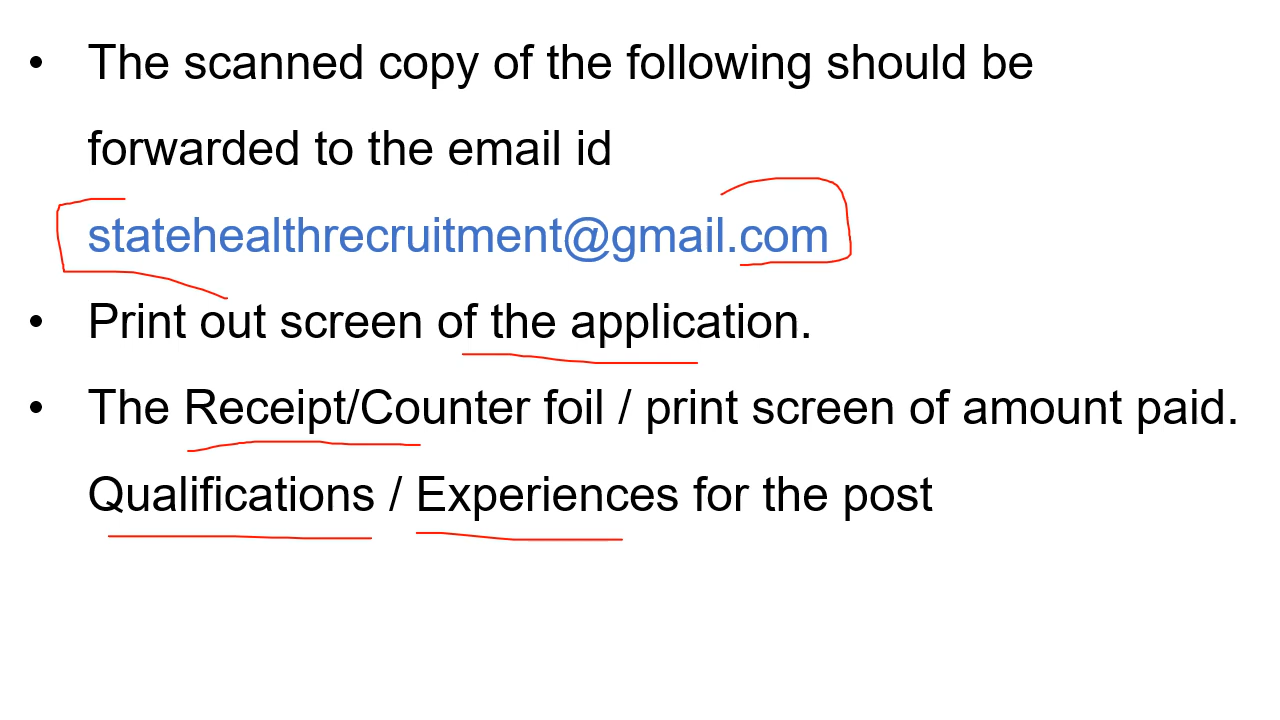 • The scanned copy of the following should be
forwarded to the email id
statehealthrecruitment@gmail.com
• Print out screen of the application.
• The Receipt/Counter foil / print screen of amount paid.
Qualifications / Experiences for the post